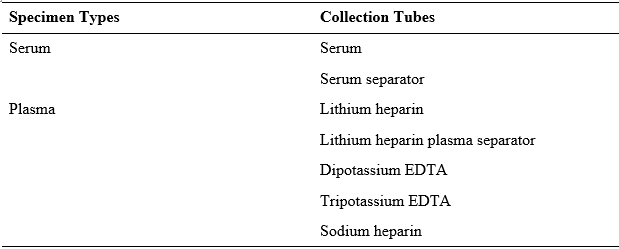 Specimen Types Collection Tubes
Serum Serum
Serum separator
Plasma Lithium heparin
Lithium heparin plasma separator
Dipotassium EDTA
Tripotassium EDTA
Sodium heparin